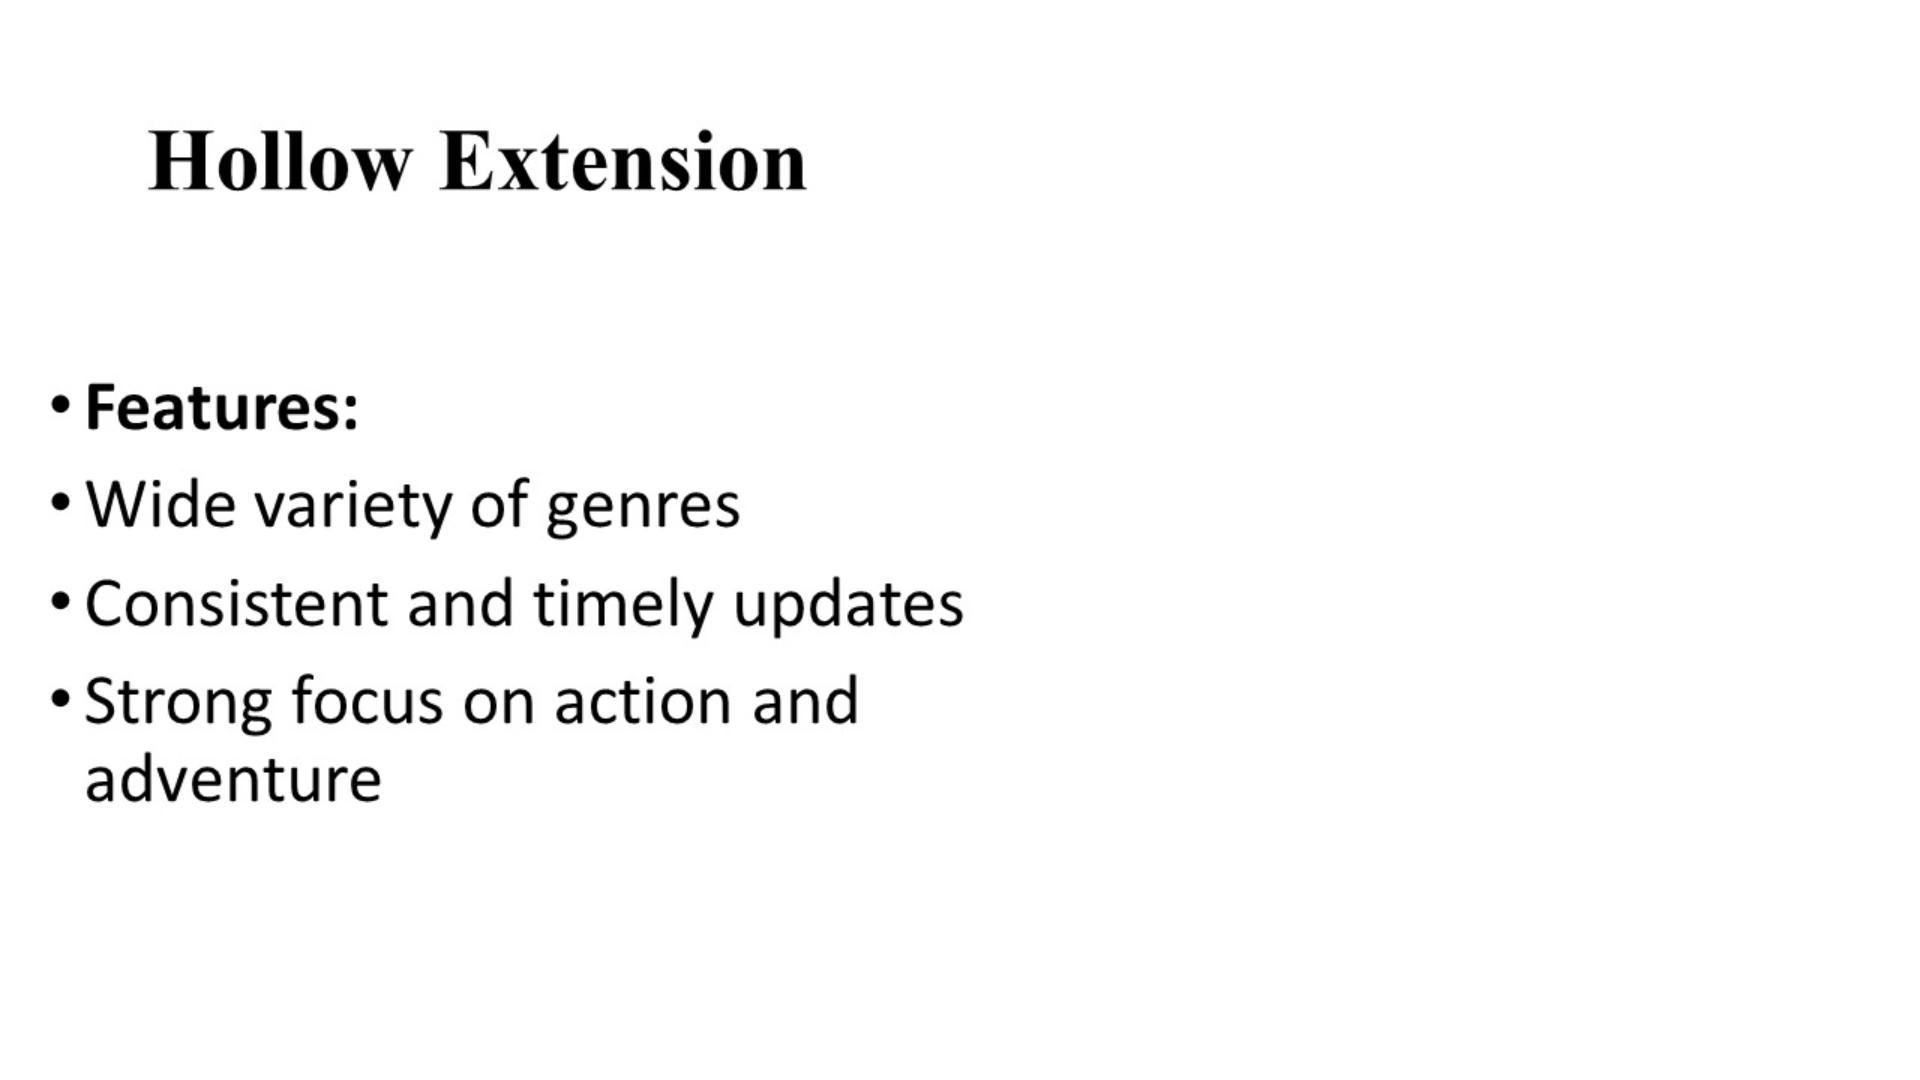 Hollow Extension
• Features:
• Wide variety of genres
• Consistent and timely updates
• Strong focus on action and
adventure